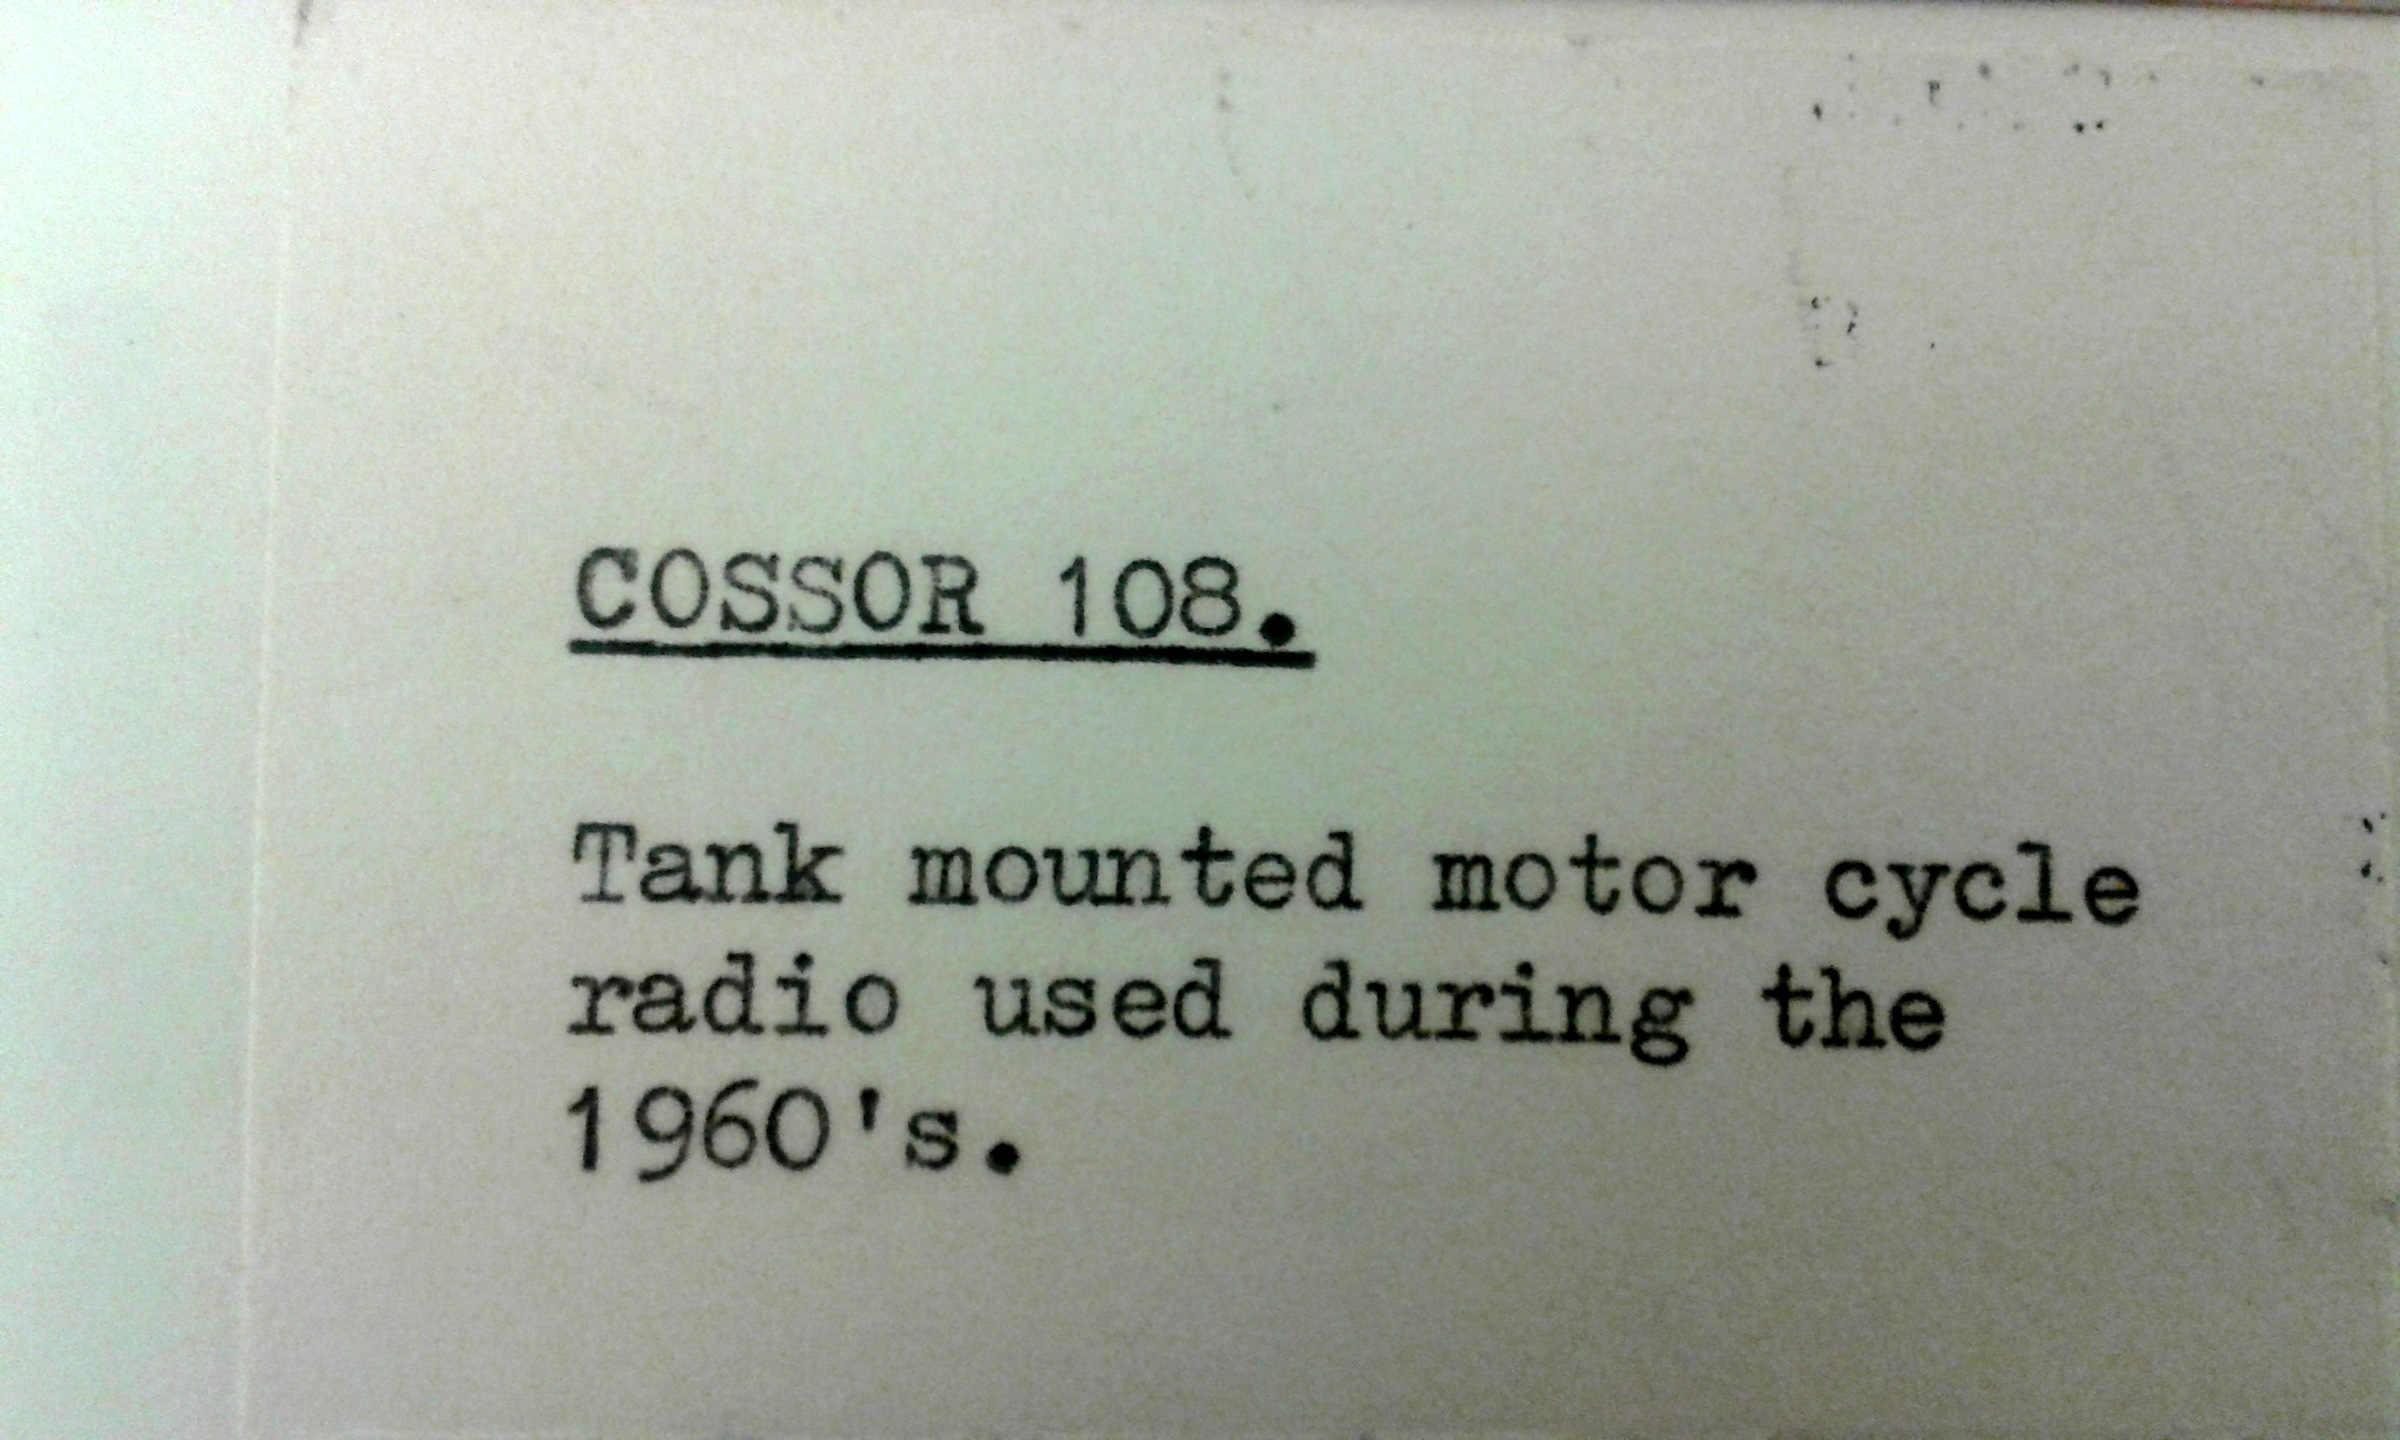 COSSOR 108.
Tank mounted motor cycle
radio used during the
1960's.